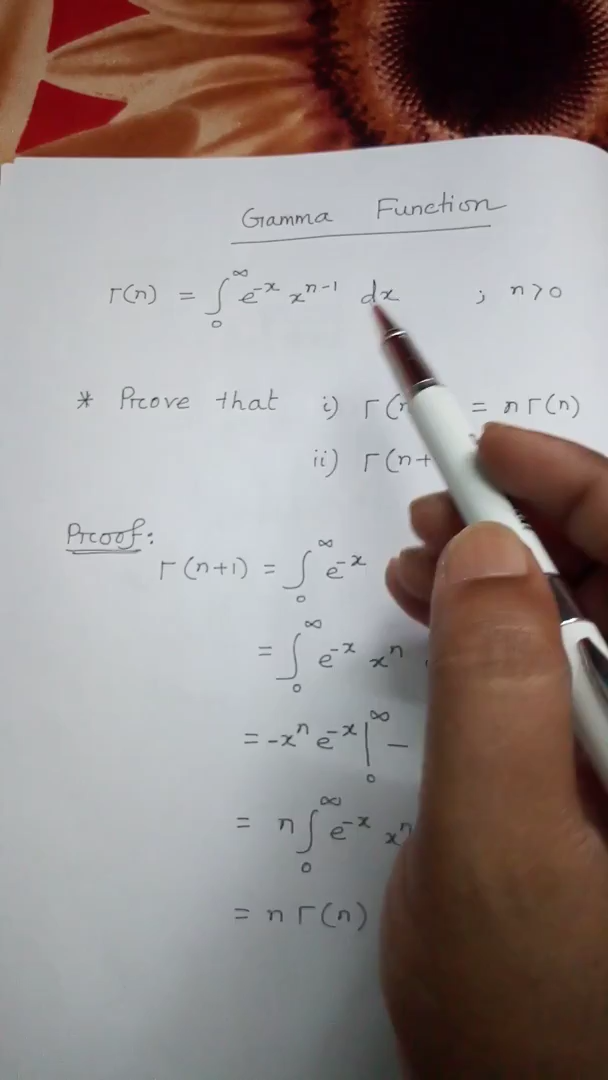 Gamma Function
Γ(n) = ∫₀^∞ e^-x x^n-1 dx ; n>0
* Prove that i) Γ(n = nΓ(n)
ii) Γ(n+
Proof:
Γ(n+1) = ∫₀^∞ e^-x
= ∫₀^∞ e^-x x^n
= -x^n e^-x |₀^∞ −
= n∫₀^∞ e^-x x^n
= nΓ(n)